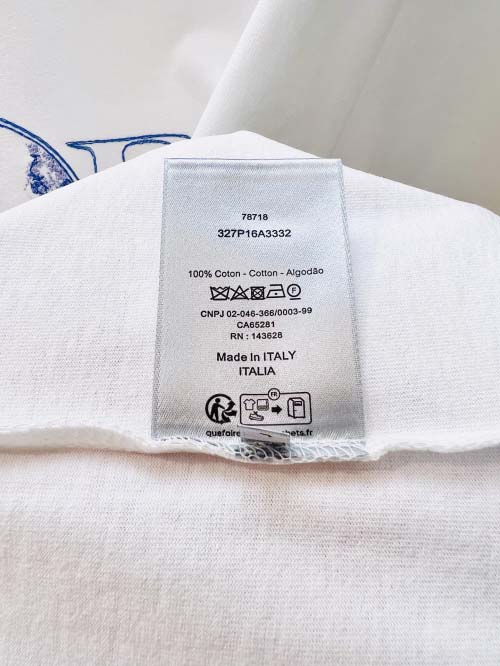 78718
327P16A3332
100% Coton - Cotton - Algodão
F
CNPJ 02-046-366/0003-99
CA65281
RN : 143628
Made In ITALY
ITALIA
FR